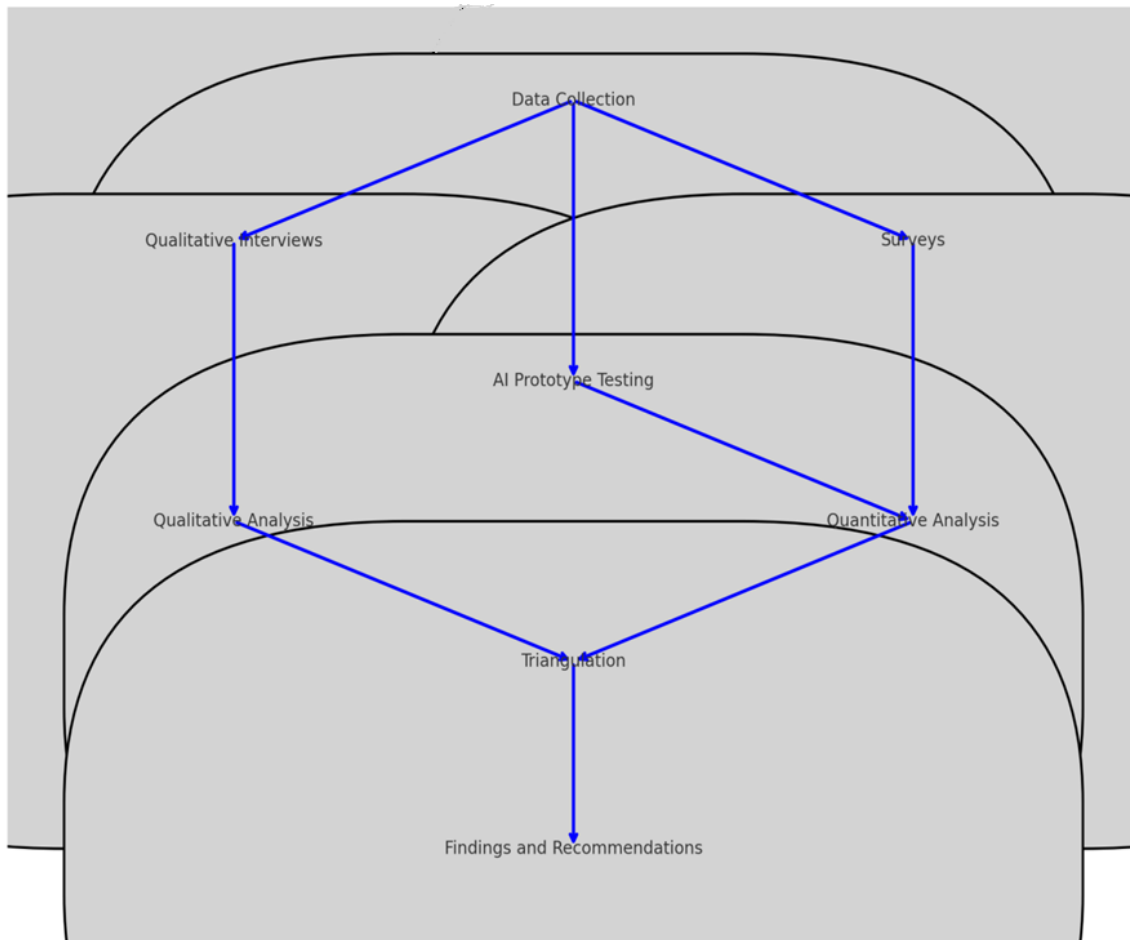 Data Collection
Qualitative Interviews
Surveys
AI Prototype Testing
Qualitative Analysis
Quantitative Analysis
Triangulation
Findings and Recommendations